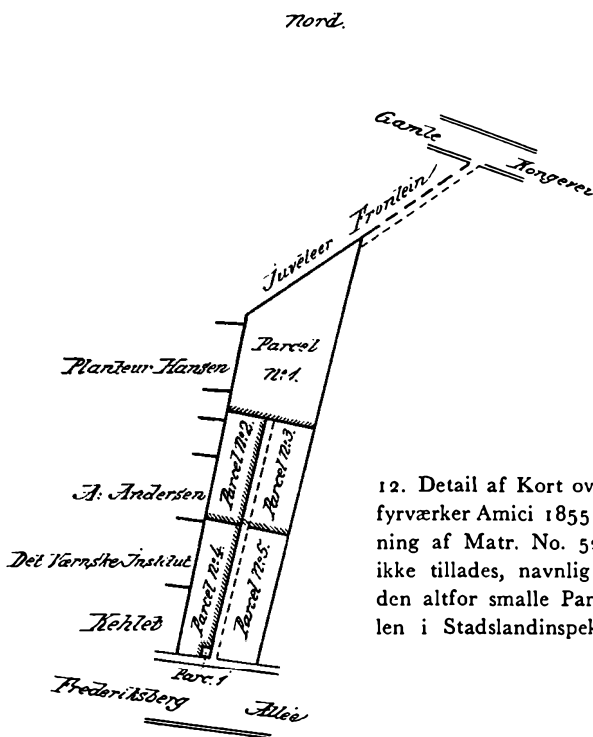 Nord.
Gamle
Kongevei
Juveleer Fronlein
Parcel
No 1.
Planteur Hansen
Parcel No 2.
Parcel No 3.
A. Andersen
Det Værnske Institut
Parcel No 4.
Parcel No 5.
Kehlet
Parc. 1
Frederiksberg Allée
12. Detail af Kort ov
fyrværker Amici 1855
ning af Matr. No. 59
ikke tillades, navnlig
den altfor smalle Par
len i Stadslandinspek